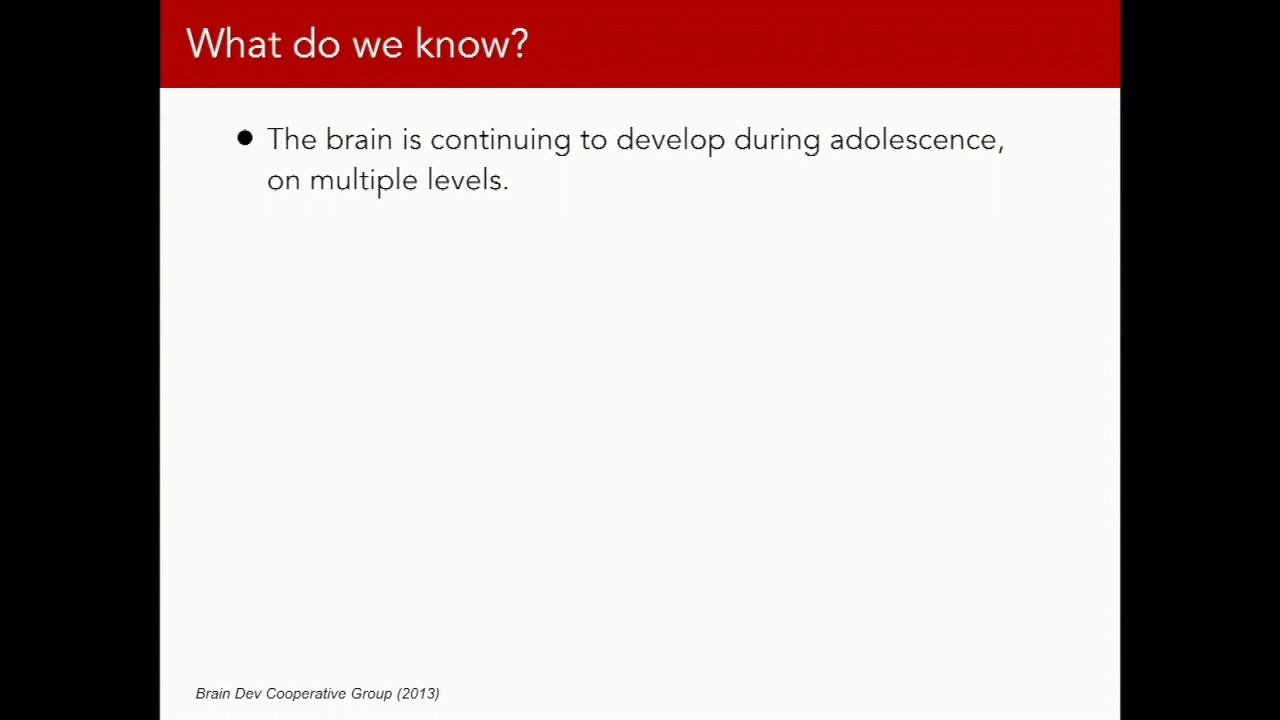 What do we know?
● The brain is continuing to develop during adolescence,
on multiple levels.
Brain Dev Cooperative Group (2013)